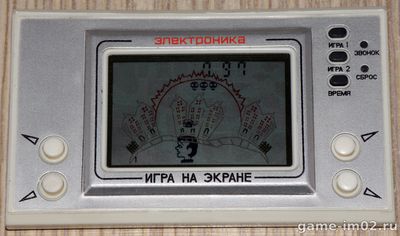 электроника
ИГРА 1
ЗВОНОК
ИГРА 2
СБРОС
ВРЕМЯ
ИГРА НА ЭКРАНЕ
game-im02.ru